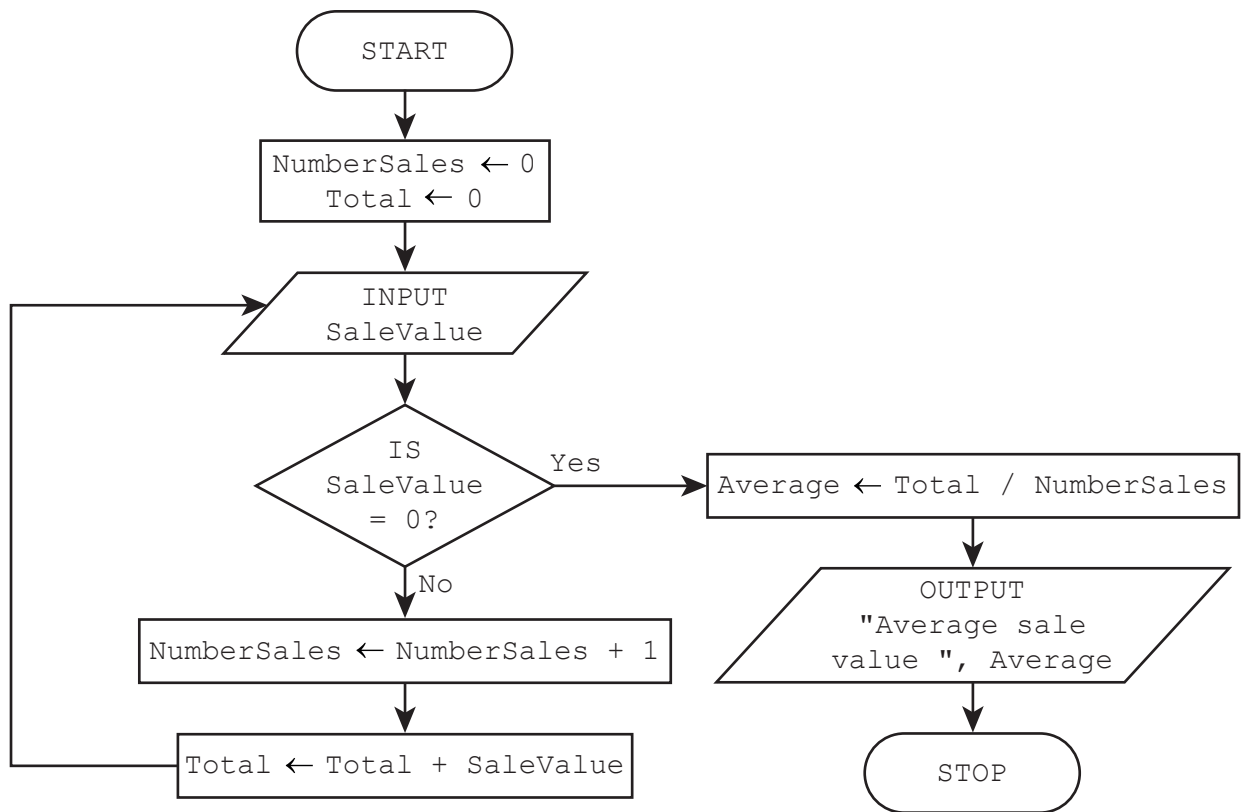 START
NumberSales ← 0
Total ← 0
INPUT
SaleValue
IS
SaleValue
= 0?
Yes
No
NumberSales ← NumberSales + 1
Total ← Total + SaleValue
Average ← Total / NumberSales
OUTPUT
"Average sale
value ", Average
STOP